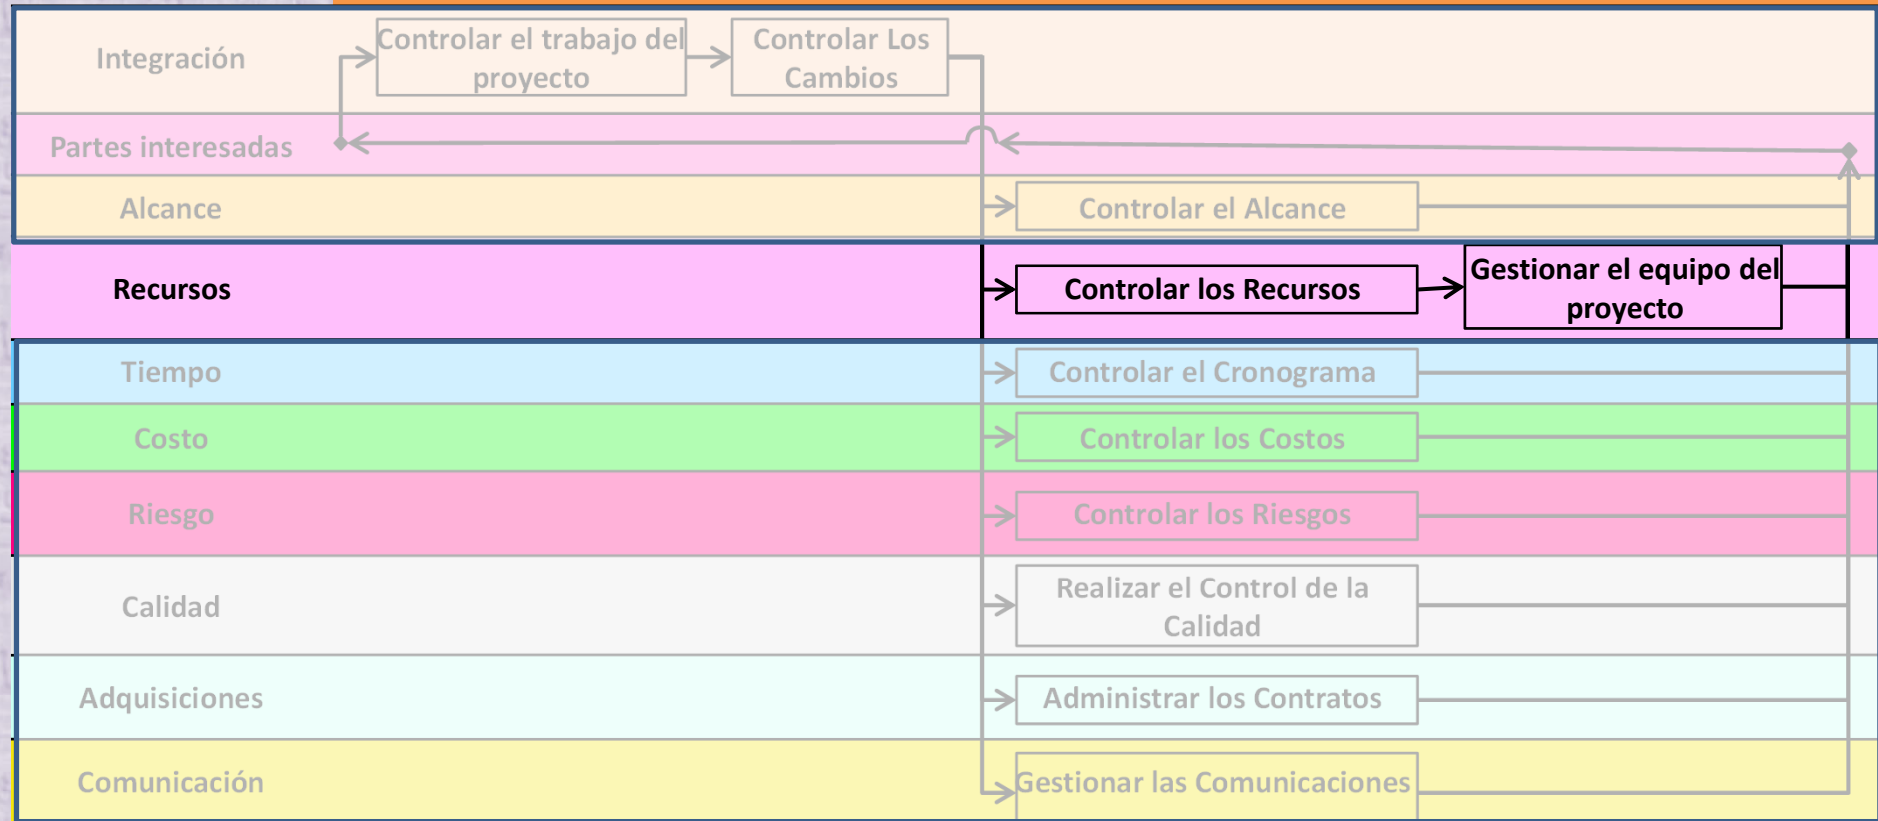 Integración
Controlar el trabajo del
proyecto
Controlar Los
Cambios
Partes interesadas
Alcance
Controlar el Alcance
Recursos
Controlar los Recursos
Gestionar el equipo del
proyecto
Tiempo
Controlar el Cronograma
Costo
Controlar los Costos
Riesgo
Controlar los Riesgos
Calidad
Realizar el Control de la
Calidad
Adquisiciones
Administrar los Contratos
Comunicación
Gestionar las Comunicaciones